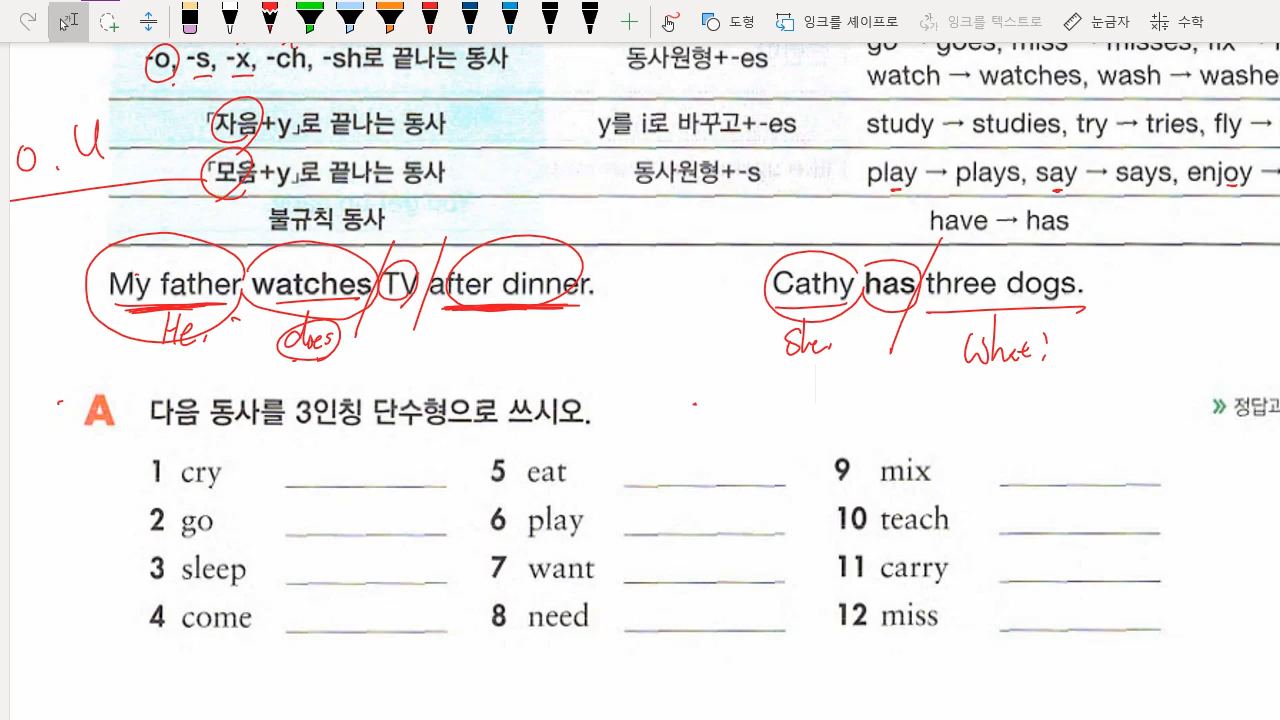 도형 잉크를 셰이프로 잉크를 텍스트로 눈금자 수학
-o, -s, -x, -ch, -sh로 끝나는 동사 동사원형+-es
watch → watches, wash → washe
「자음+y」로 끝나는 동사 y를 i로 바꾸고+-es study → studies, try → tries, fly →
o. u
「모음+y」로 끝나는 동사 동사원형+-s play → plays, say → says, enjoy →
불규칙 동사 have → has
My father watches TV after dinner. Cathy has three dogs.
He. does She. What?
A 다음 동사를 3인칭 단수형으로 쓰시오. 정답과
1 cry 5 eat 9 mix
2 go 6 play 10 teach
3 sleep 7 want 11 carry
4 come 8 need 12 miss